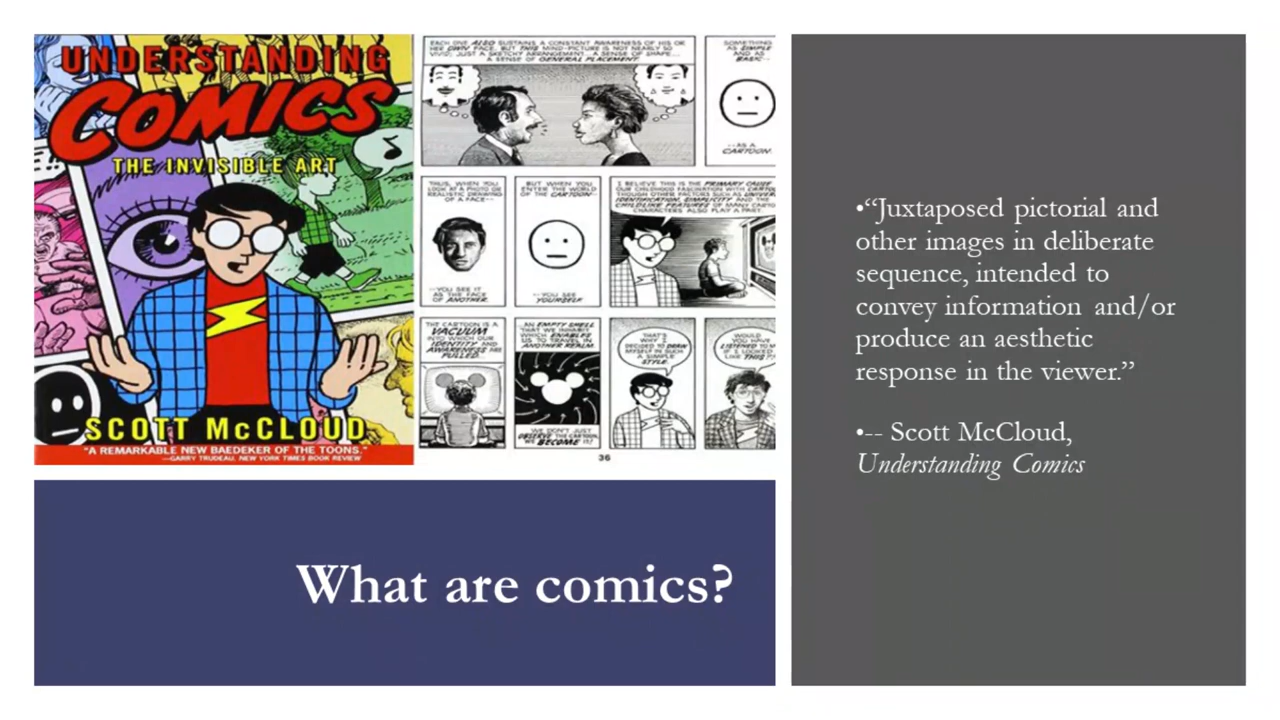 UNDERSTANDING
COMICS
THE INVISIBLE ART
SCOTT McCLOUD
"A REMARKABLE NEW BAEDEKER OF THE TOONS."
—GARRY TRUDEAU, NEW YORK TIMES BOOK REVIEW
EACH ONE ALSO SUSTAINS A CONSTANT AWARENESS OF HIS OR
HER OWN FACE, BUT THIS MIND-PICTURE IS NOT NEARLY SO
VIVID; JUST A SKETCHY ARRANGEMENT... A SENSE OF SHAPE...
A SENSE OF GENERAL PLACEMENT.
SOMETHING
AS SIMPLE
AND AS
BASIC--
--AS A
CARTOON.
THUS, WHEN YOU
LOOK AT A PHOTO OR
REALISTIC DRAWING
OF A FACE--
--YOU SEE IT
AS THE FACE
OF ANOTHER.
BUT WHEN YOU
ENTER THE WORLD
OF THE CARTOON--
--YOU SEE
YOURSELF.
I BELIEVE THIS IS THE PRIMARY CAUSE
OUR CHILDHOOD FASCINATION WITH
THOUGH OTHER FACTORS SUCH AS
IDENTIFICATION, SIMPLICITY AND THE
CHILDLIKE FEATURES OF MANY
CHARACTERS ALSO PLAY A PART.
THE CARTOON IS A
VACUUM
INTO WHICH OUR
IDENTITY AND
AWARENESS ARE
PULLED...
...AN EMPTY SHELL
THAT WE INHABIT
WHICH ENABLES
US TO TRAVEL IN
ANOTHER REALM.
WE DON'T JUST
OBSERVE THE CARTOON,
WE BECOME IT!
THAT'S
WHY I
DECIDED TO DRAW
MYSELF IN SUCH
A SIMPLE
STYLE.
WOULD
YOU HAVE
LISTENED TO
IF I LOOKED
LIKE THIS??
36
What are comics?
•“Juxtaposed pictorial and
other images in deliberate
sequence, intended to
convey information and/or
produce an aesthetic
response in the viewer.”
•-- Scott McCloud,
Understanding Comics